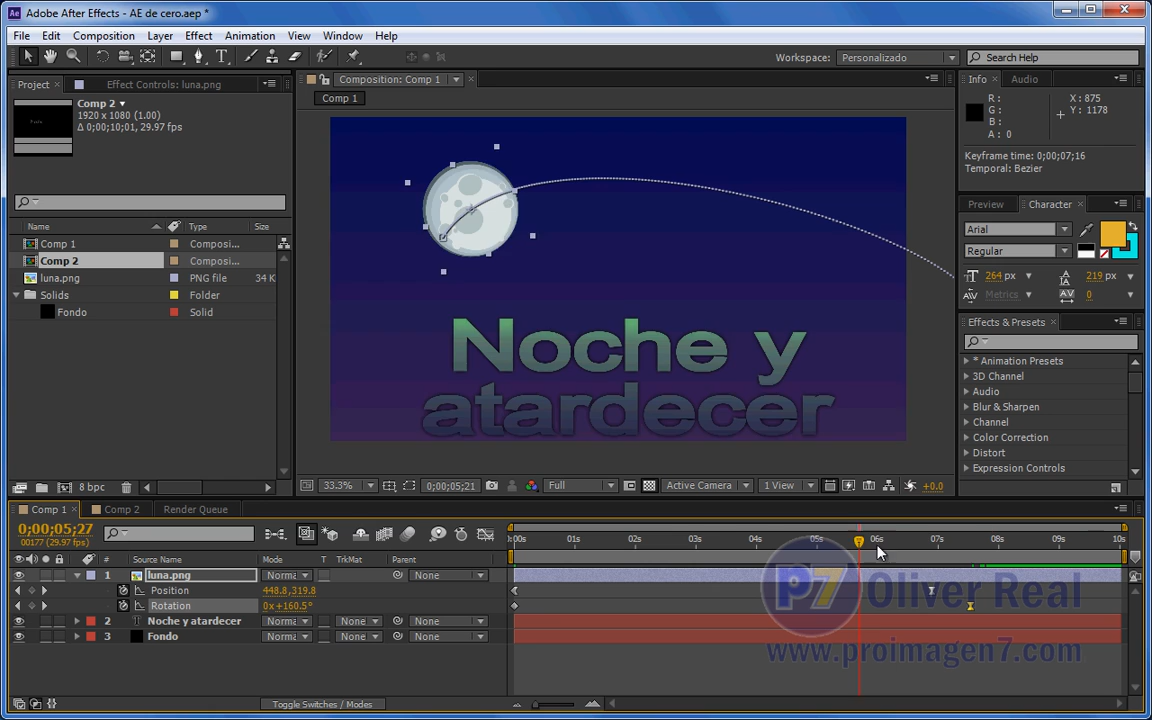 Adobe After Effects - AE de cero.aep *
File Edit Composition Layer Effect Animation View Window Help
Workspace: Personalizado Search Help
Project Effect Controls: luna.png
Composition: Comp 1
Info Audio
Comp 2
1920 x 1080 (1.00)
Δ 0;00;10;01, 29.97 fps
Comp 1
R: X: 875
G: Y: 1178
B:
A: 0
Keyframe time: 0;00;07;16
Temporal: Bezier
Name Type Size
Comp 1 Composi...
Comp 2 Composi...
luna.png PNG file 34 K
Solids Folder
Fondo Solid
Preview Character
Arial
Regular
264 px 219 px
Metrics 0
Noche y
atardecer
Effects & Presets
* Animation Presets
3D Channel
Audio
Blur & Sharpen
Channel
Color Correction
Distort
Expression Controls
8 bpc
33.3% 0;00;05;21 Full Active Camera 1 View +0.0
Comp 1 Comp 2 Render Queue
0;00;05;27
00177 (29.97 fps)
:00s 01s 02s 03s 04s 05s 06s 07s 08s 09s 10s
# Source Name Mode T TrkMat Parent
1 luna.png Norma None
Position 448.8,319.8
Rotation 0x+160.5°
2 Noche y atardecer Norma None None
3 Fondo Norma None None
P7 Oliver Real
www.proimagen7.com
Toggle Switches / Modes